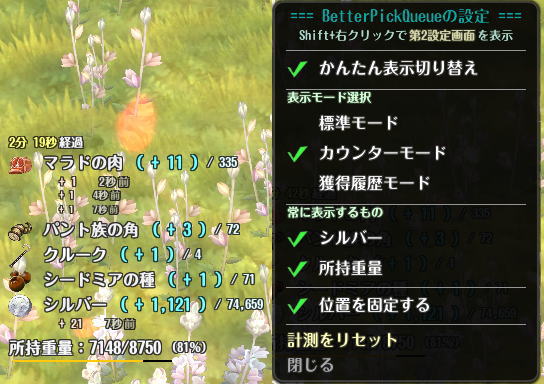 2分 19秒 経過
マラドの肉 ( + 11 ) / 335
+ 1 2秒前
+ 1 4秒前
+ 1 7秒前
パント族の角 ( + 3 ) / 72
クルーク ( + 1 ) / 4
シードミアの種 ( + 1 ) / 71
シルバー ( + 1,121 ) / 74,659
+ 21 7秒前
所持重量：7148/8750 (81%)
=== BetterPickQueueの設定 ===
Shift+右クリックで 第2設定画面 を表示
かんたん表示切り替え
表示モード選択
標準モード
カウンターモード
獲得履歴モード
常に表示するもの
シルバー
所持重量
位置を固定する
計測をリセット
閉じる